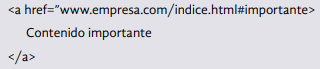 <a href="www.empresa.com/indice.html#importante>
Contenido importante
</a>